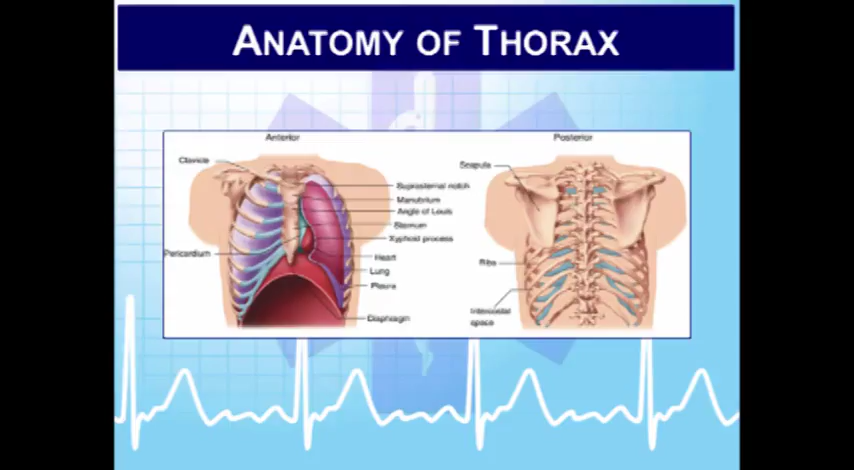 ANATOMY OF THORAX
Anterior
Posterior
Clavicle
Suprasternal notch
Manubrium
Angle of Louis
Sternum
Xyphoid process
Pericardium
Heart
Lung
Pleura
Diaphragm
Scapula
Ribs
Intercostal
space